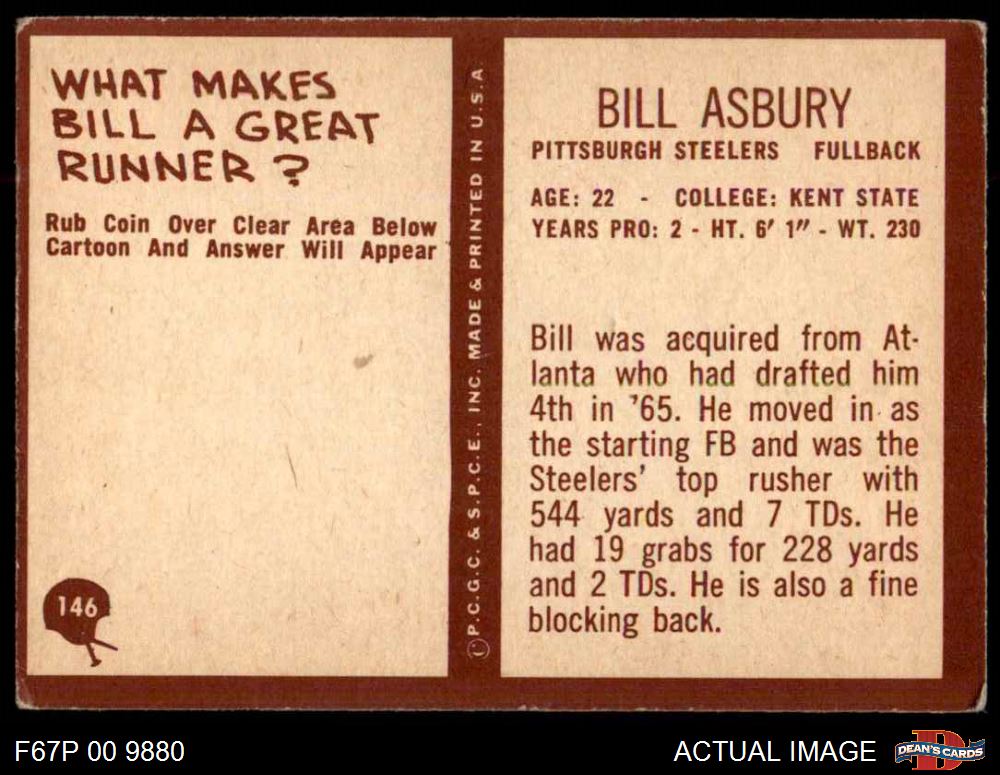 WHAT MAKES
BILL A GREAT
RUNNER ?
Rub Coin Over Clear Area Below
Cartoon And Answer Will Appear
146
© P.C.G.C. & S.P.C.E., INC. MADE & PRINTED IN U.S.A.
BILL ASBURY
PITTSBURGH STEELERS FULLBACK
AGE: 22 - COLLEGE: KENT STATE
YEARS PRO: 2 - HT. 6' 1" - WT. 230
Bill was acquired from At-
lanta who had drafted him
4th in '65. He moved in as
the starting FB and was the
Steelers' top rusher with
544 yards and 7 TDs. He
had 19 grabs for 228 yards
and 2 TDs. He is also a fine
blocking back.
F67P 00 9880
ACTUAL IMAGE
DEAN'S CARDS